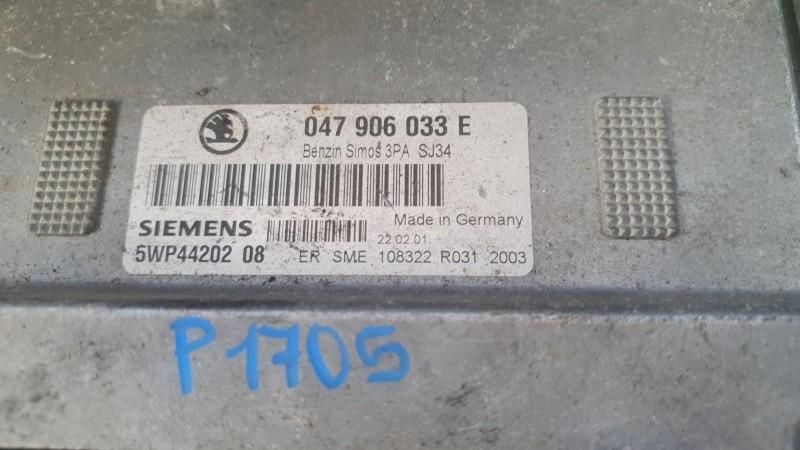 047 906 033 E
Benzin Simos 3PA SJ34
SIEMENS
Made in Germany
22.02.01.
5WP44202 08
ER SME 108322 R031 2003
P1705